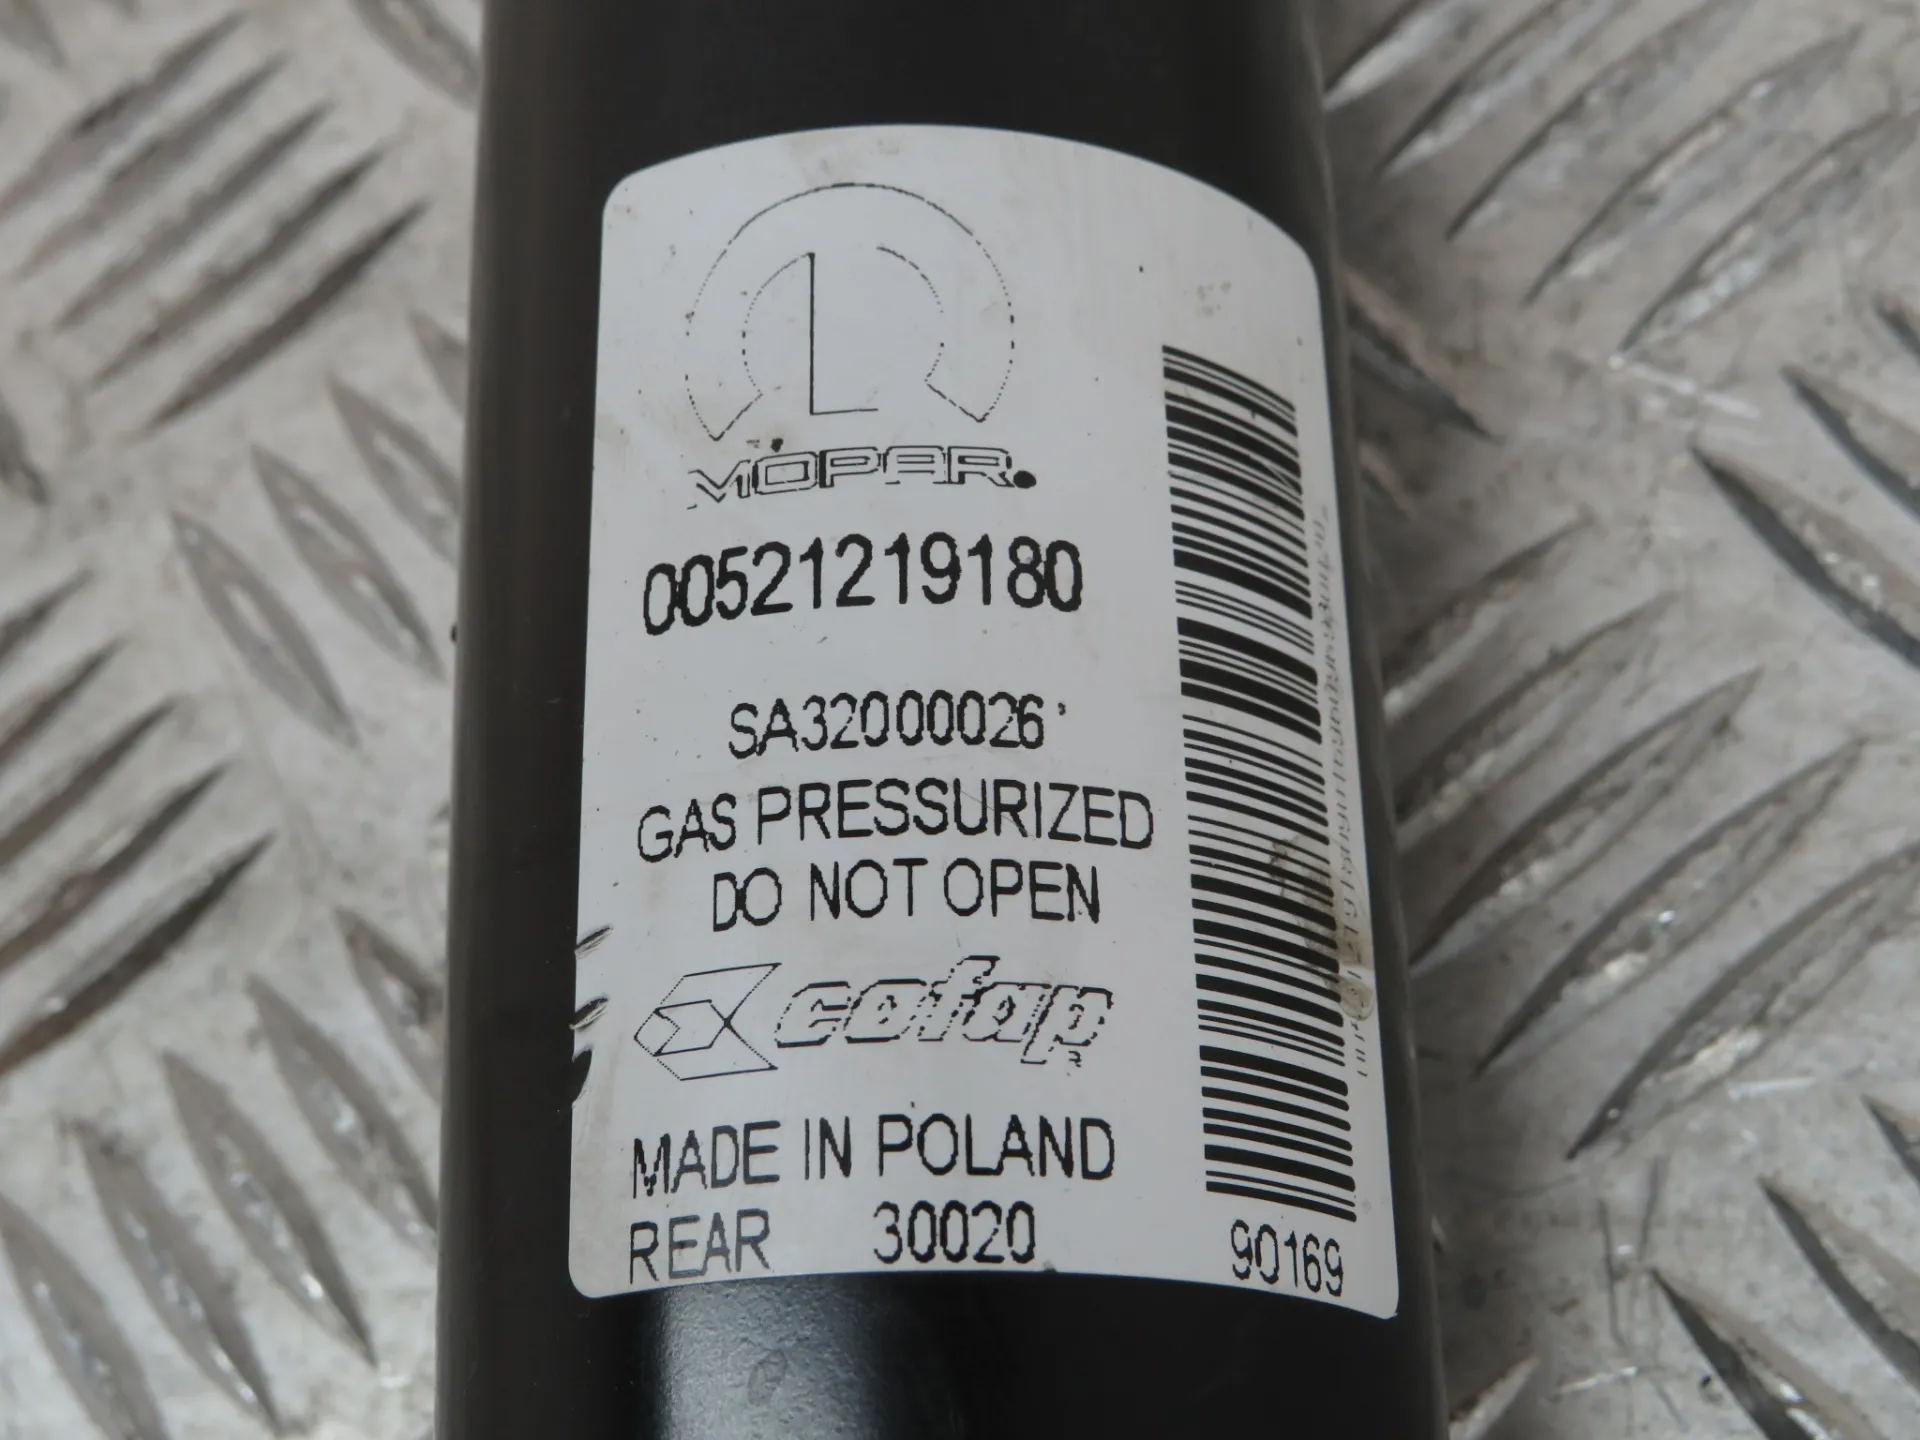 MOPAR.
00521219180
SA32000026
GAS PRESSURIZED
DO NOT OPEN
cofap
MADE IN POLAND
REAR 30020
90169